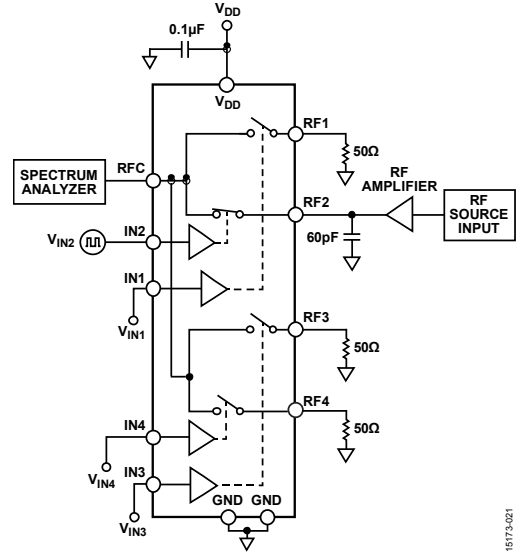 VDD
0.1µF
VDD
RF1
50Ω
RFC
SPECTRUM
ANALYZER
RF
AMPLIFIER
RF2
RF
SOURCE
INPUT
60pF
IN2
VIN2
IN1
VIN1
RF3
50Ω
RF4
50Ω
IN4
VIN4
IN3
VIN3
GND GND
15173-021